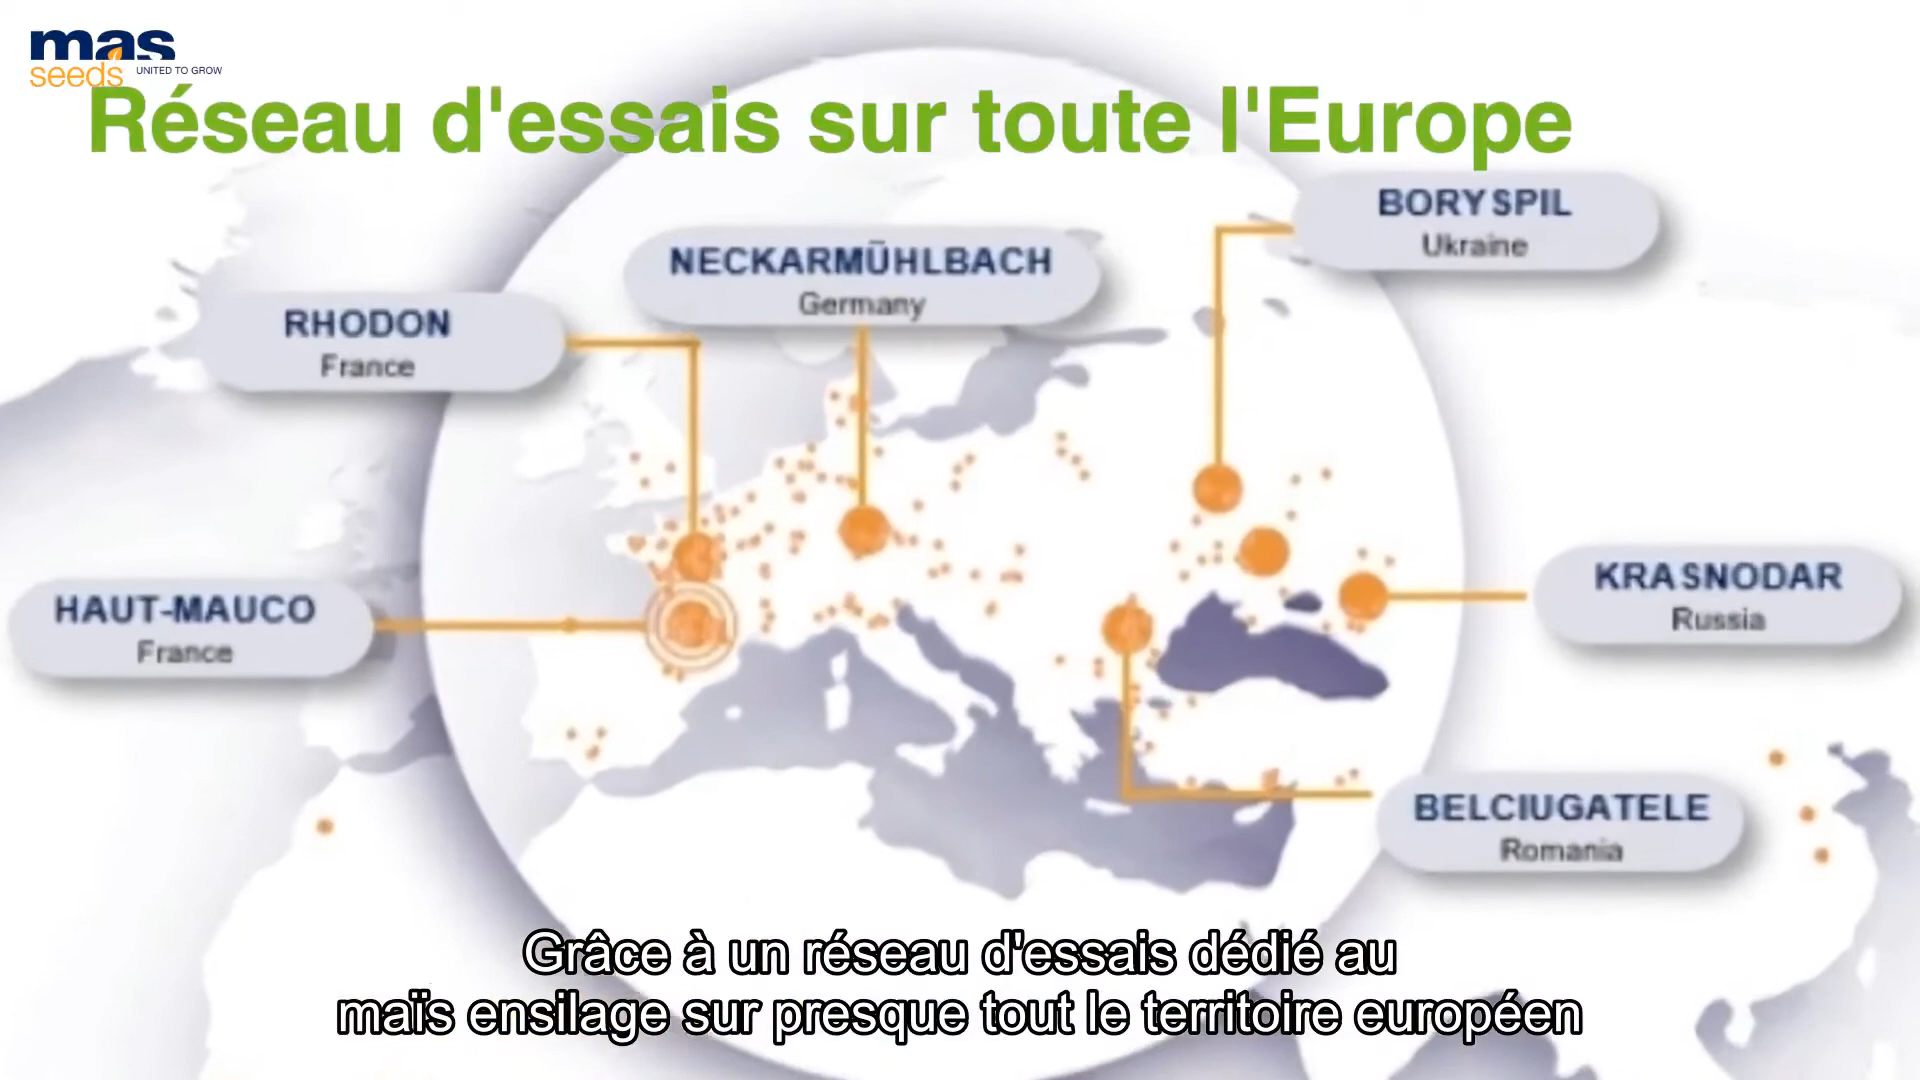 mas
seeds UNITED TO GROW
Réseau d'essais sur toute l'Europe
BORYSPIL
Ukraine
NECKARMÜHLBACH
Germany
RHODON
France
KRASNODAR
Russia
HAUT-MAUCO
France
BELCIUGATELE
Romania
Grâce à un réseau d'essais dédié au
maïs ensilage sur presque tout le territoire européen